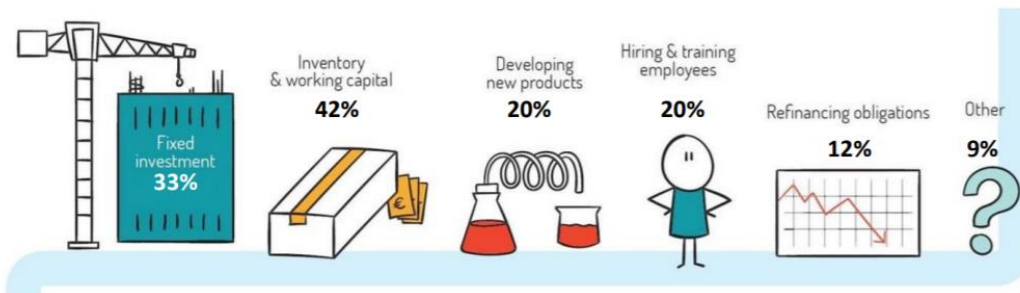 Fixed
investment
33%
Inventory
& working capital
42%
€
Developing
new products
20%
Hiring & training
employees
20%
Refinancing obligations
12%
Other
9%
?